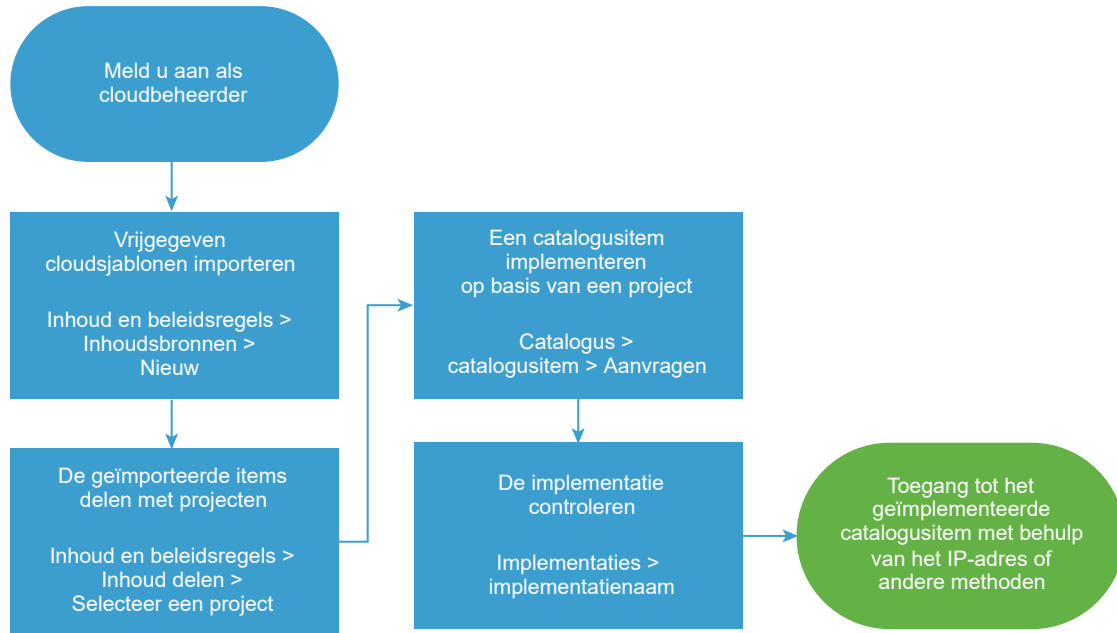 Meld u aan als
cloudbeheerder
Vrijgegeven
cloudsjablonen importeren
Inhoud en beleidsregels >
Inhoudsbronnen >
Nieuw
De geïmporteerde items
delen met projecten
Inhoud en beleidsregels >
Inhoud delen >
Selecteer een project
Een catalogusitem
implementeren
op basis van een project
Catalogus >
catalogusitem > Aanvragen
De implementatie
controleren
Implementaties >
implementatienaam
Toegang tot het
geïmplementeerde
catalogusitem met behulp
van het IP-adres of
andere methoden